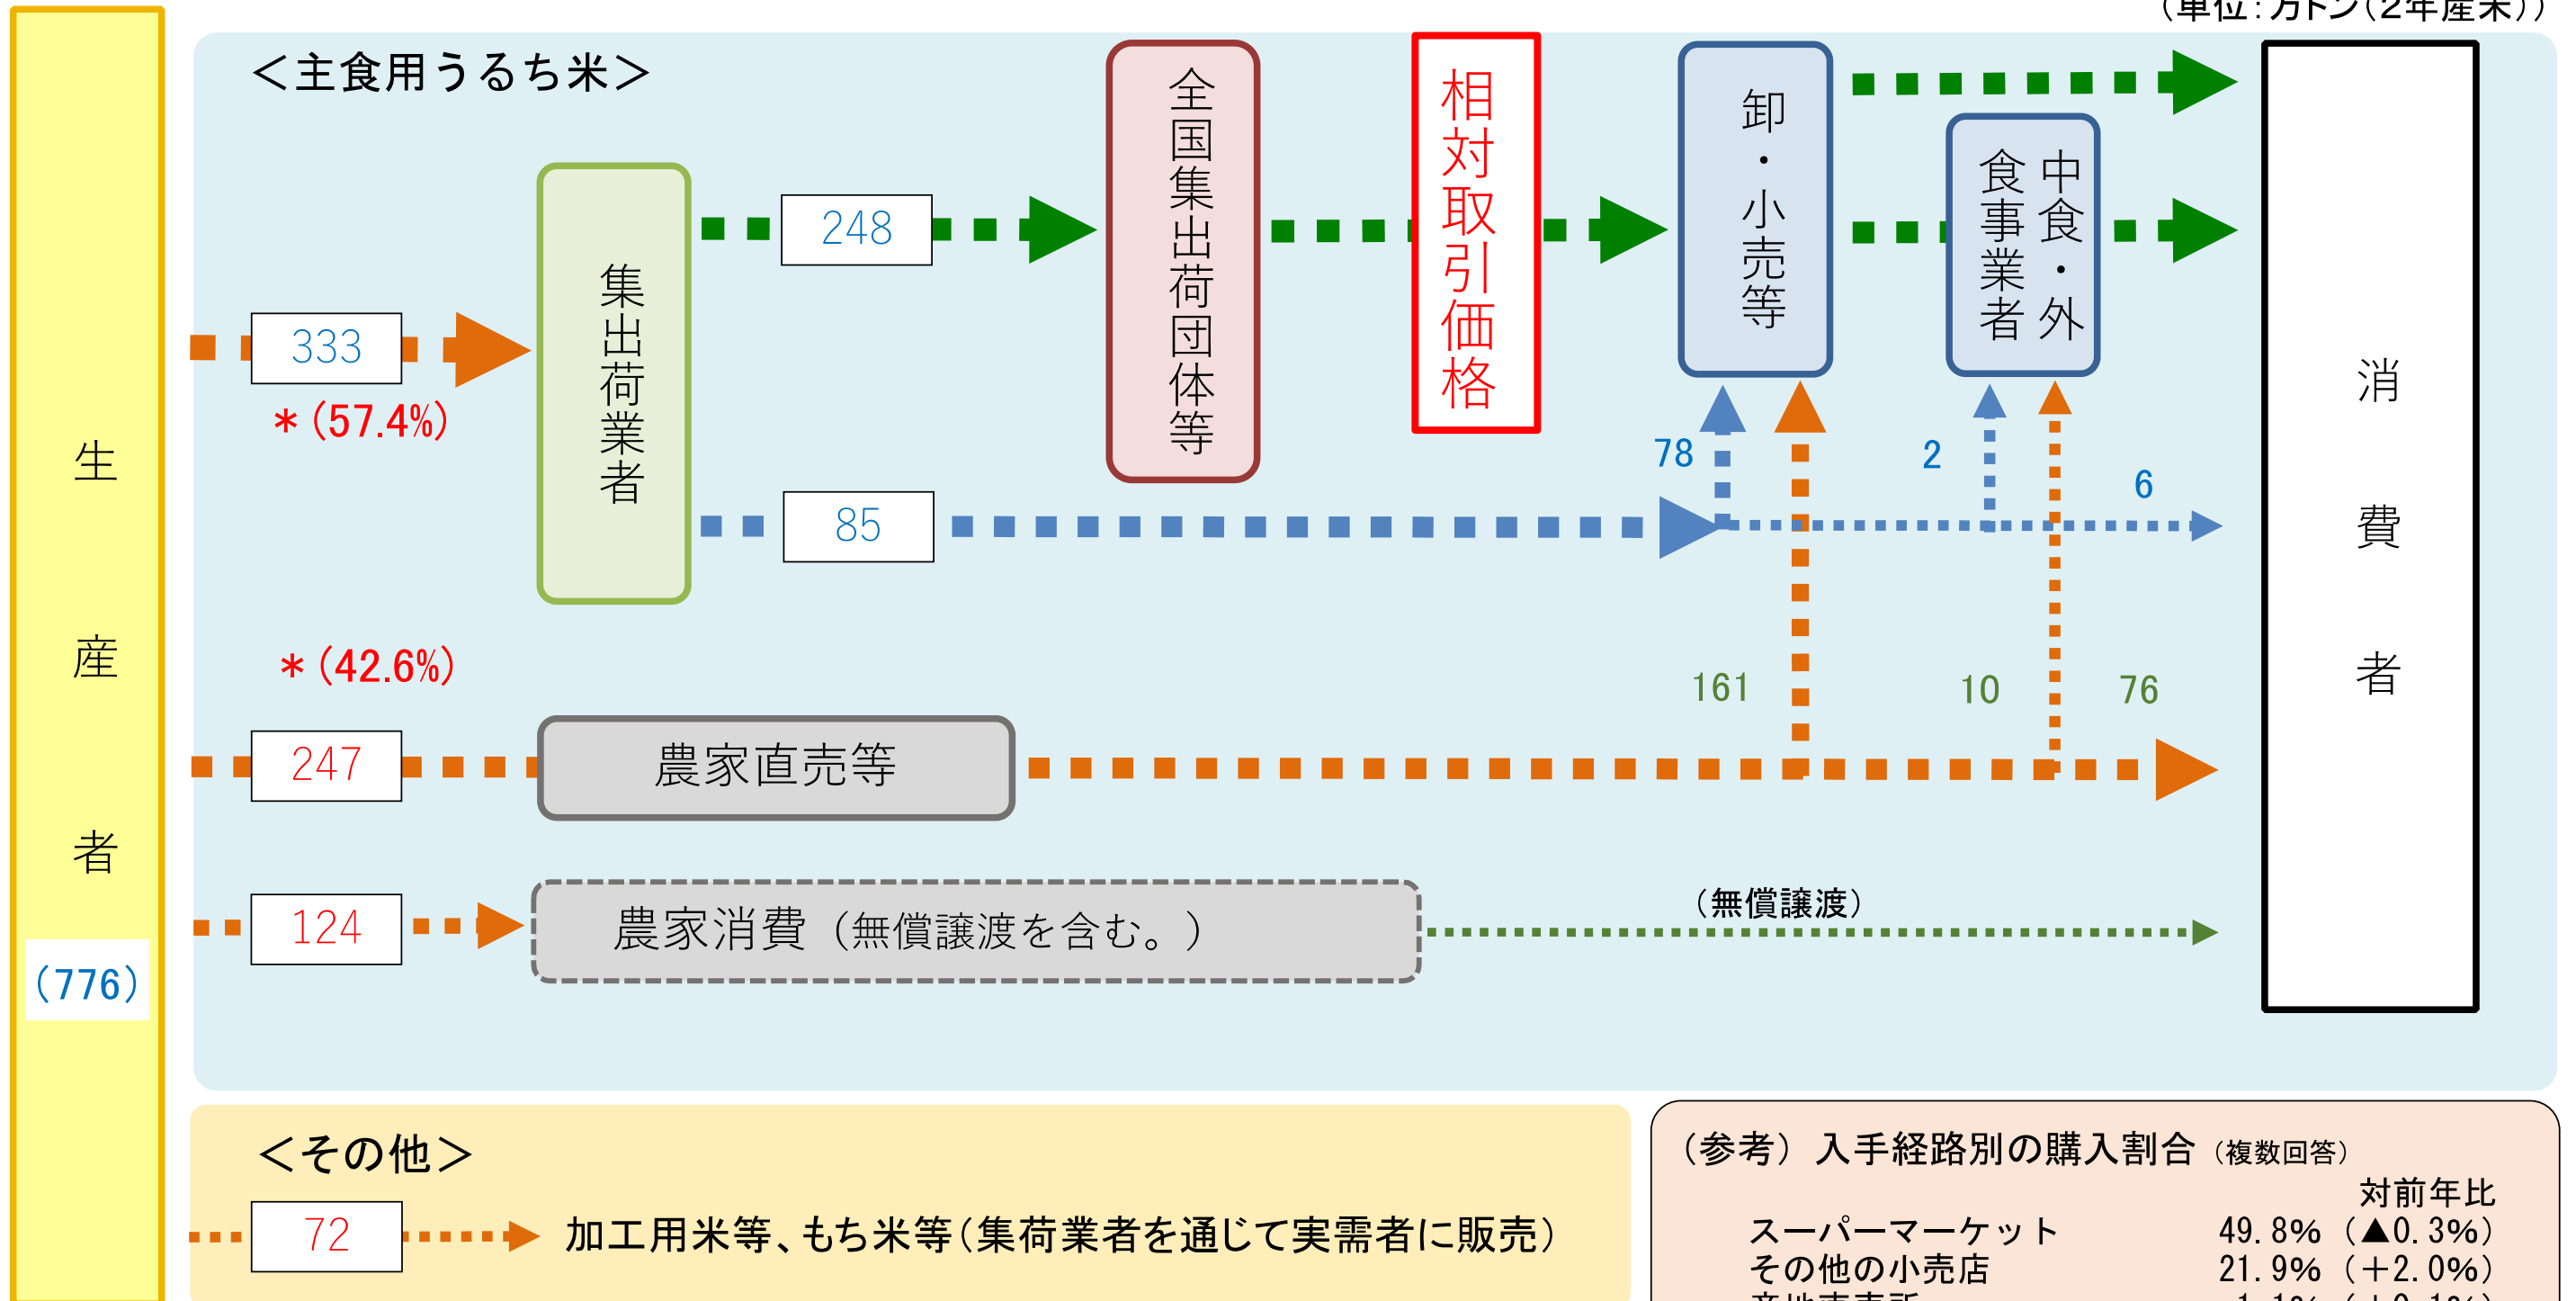 （単位：万トン（2年産米））
＜主食用うるち米＞
生産者
（776）
333
＊（57.4％）
集出荷業者
248
85
全国集出荷団体等
相対取引価格
卸・小売等
中食・外
食事業者
消費者
78
2
6
＊（42.6％）
247
農家直売等
161
10
76
124
農家消費（無償譲渡を含む。）
（無償譲渡）
＜その他＞
72
加工用米等、もち米等（集荷業者を通じて実需者に販売）
（参考）入手経路別の購入割合（複数回答）
対前年比
スーパーマーケット 49.8％（▲0.3％）
その他の小売店 21.9％（＋2.0％）